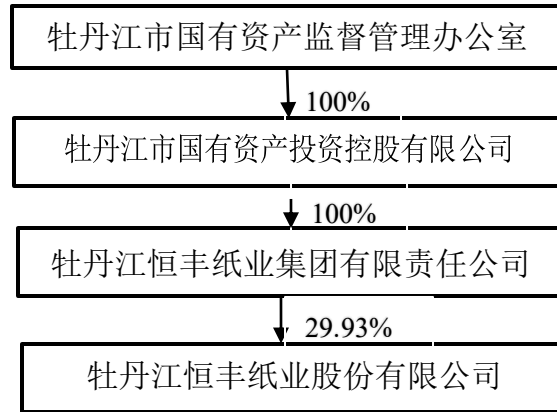 牡丹江市国有资产监督管理办公室
100%
牡丹江市国有资产投资控股有限公司
100%
牡丹江恒丰纸业集团有限责任公司
29.93%
牡丹江恒丰纸业股份有限公司